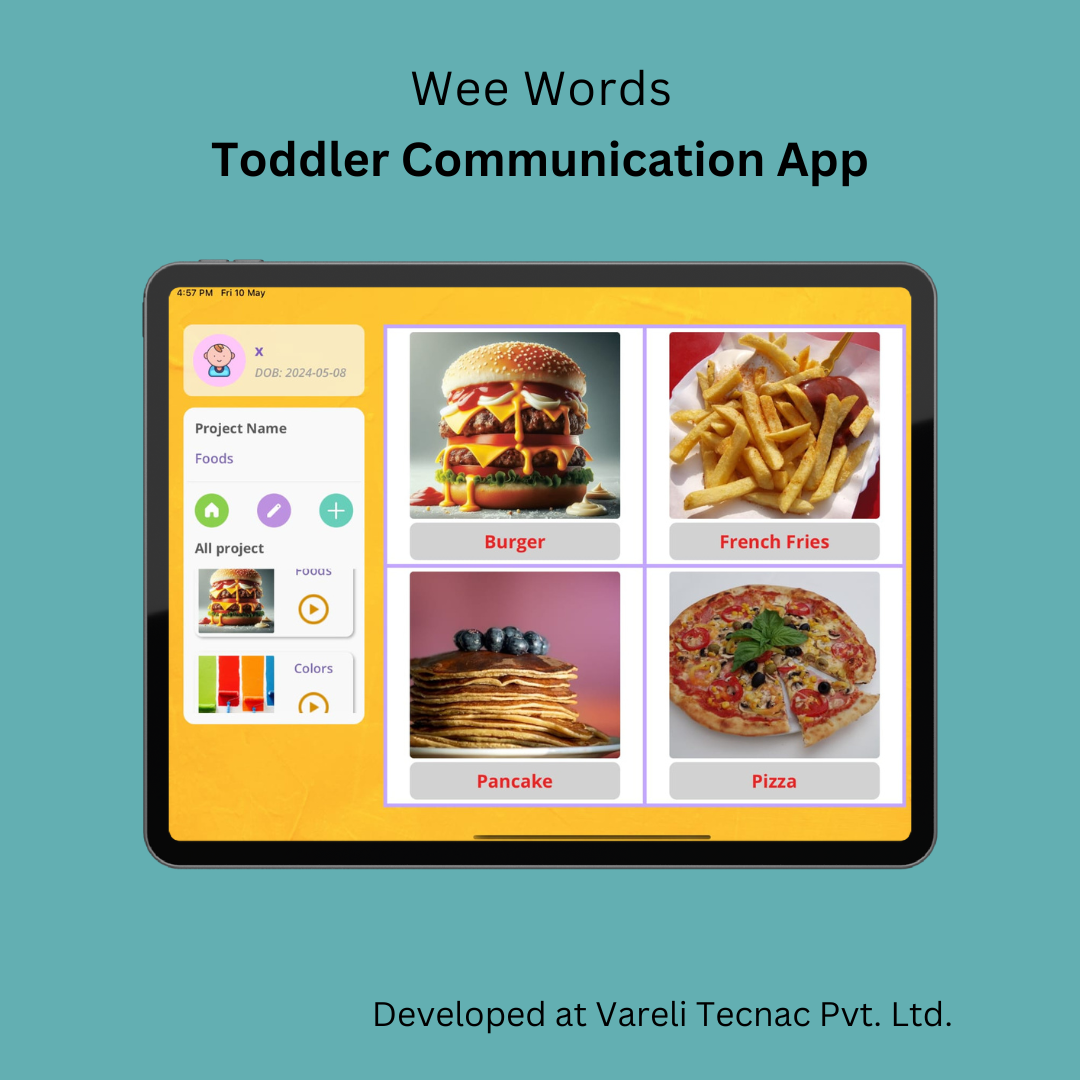 Wee Words
Toddler Communication App
4:57 PM Fri 10 May
x
DOB: 2024-05-08
Project Name
Foods
All project
Foods
Colors
Burger
French Fries
Pancake
Pizza
Developed at Vareli Tecnac Pvt. Ltd.